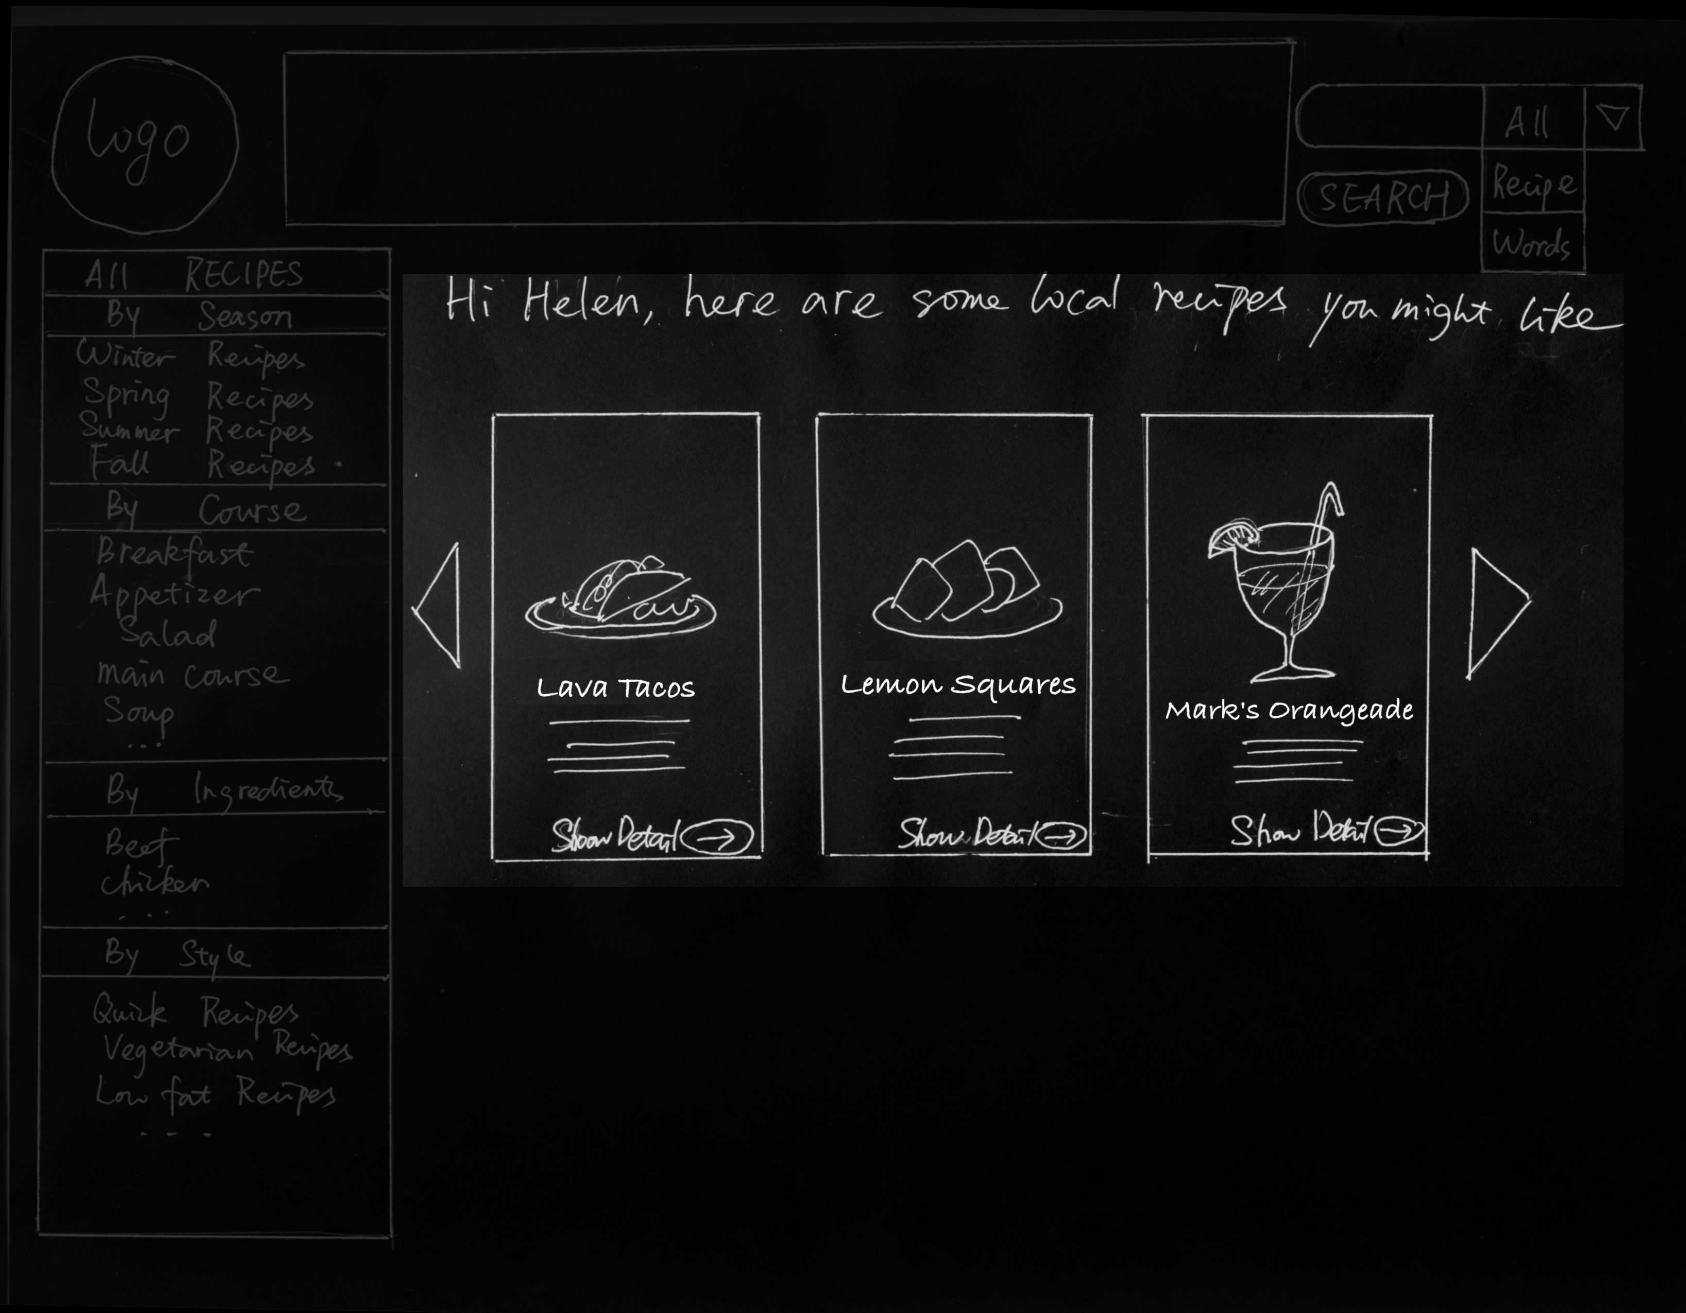 Logo
All
Recipe
Words
SEARCH
All RECIPES
By Season
Winter Recipes
Spring Recipes
Summer Recipes
Fall Recipes
By Course
Breakfast
Appetizer
Salad
main course
Soup
...
By Ingredients
Beef
chicken
...
By Style
Quick Recipes
Vegetarian Recipes
Low fat Recipes
- - -
Hi Helen, here are some local recipes you might like
Lava Tacos
Show Detail
Lemon Squares
Show Detail
Mark's Orangeade
Show Detail